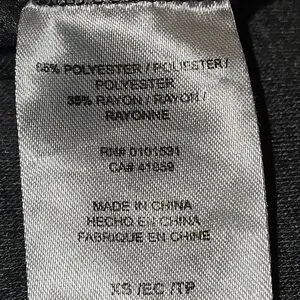 65% POLYESTER / POLIESTER /
POLYESTER
35% RAYON / RAYON /
RAYONNE
RN# 0101531
CA# 41859
MADE IN CHINA
HECHO EN CHINA
FABRIQUE EN CHINE
XS /EC /TP